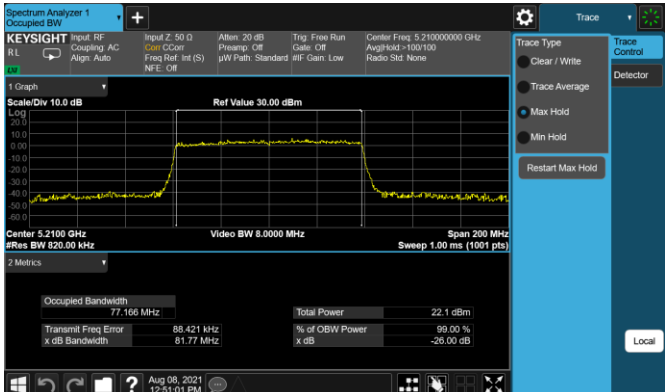 Spectrum Analyzer 1
Occupied BW
Trace
KEYSIGHT
RL
LXI
Input: RF
Coupling: AC
Align: Auto
Input Z: 50 Ω
Corr CCorr
Freq Ref: Int (S)
NFE: Off
Atten: 20 dB
Preamp: Off
µW Path: Standard
Trig: Free Run
Gate: Off
#IF Gain: Low
Center Freq: 5.210000000 GHz
Avg|Hold:>100/100
Radio Std: None
Trace Type
Clear / Write
Trace Average
Max Hold
Min Hold
Restart Max Hold
Trace
Control
Detector
Local
1 Graph
Scale/Div 10.0 dB
Ref Value 30.00 dBm
Log
20.0
10.0
0.00
-10.0
-20.0
-30.0
-40.0
-50.0
-60.0
Center 5.2100 GHz
#Res BW 820.00 kHz
Video BW 8.0000 MHz
Span 200 MHz
Sweep 1.00 ms (1001 pts)
2 Metrics
Occupied Bandwidth
77.166 MHz
Total Power 22.1 dBm
Transmit Freq Error 88.421 kHz
% of OBW Power 99.00 %
x dB Bandwidth 81.77 MHz
x dB -26.00 dB
Aug 08, 2021
12:51:01 PM